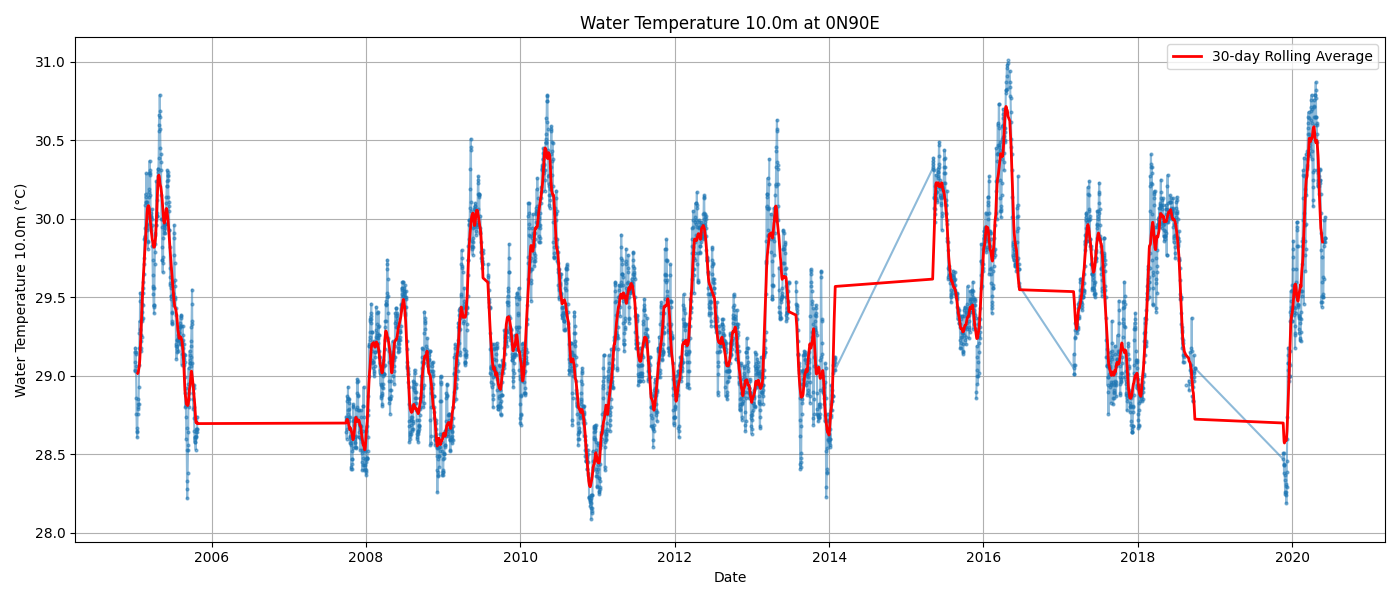 Water Temperature 10.0m at 0N90E
30-day Rolling Average
Water Temperature 10.0m (°C)
31.0
30.5
30.0
29.5
29.0
28.5
28.0
2006 2008 2010 2012 2014 2016 2018 2020
Date